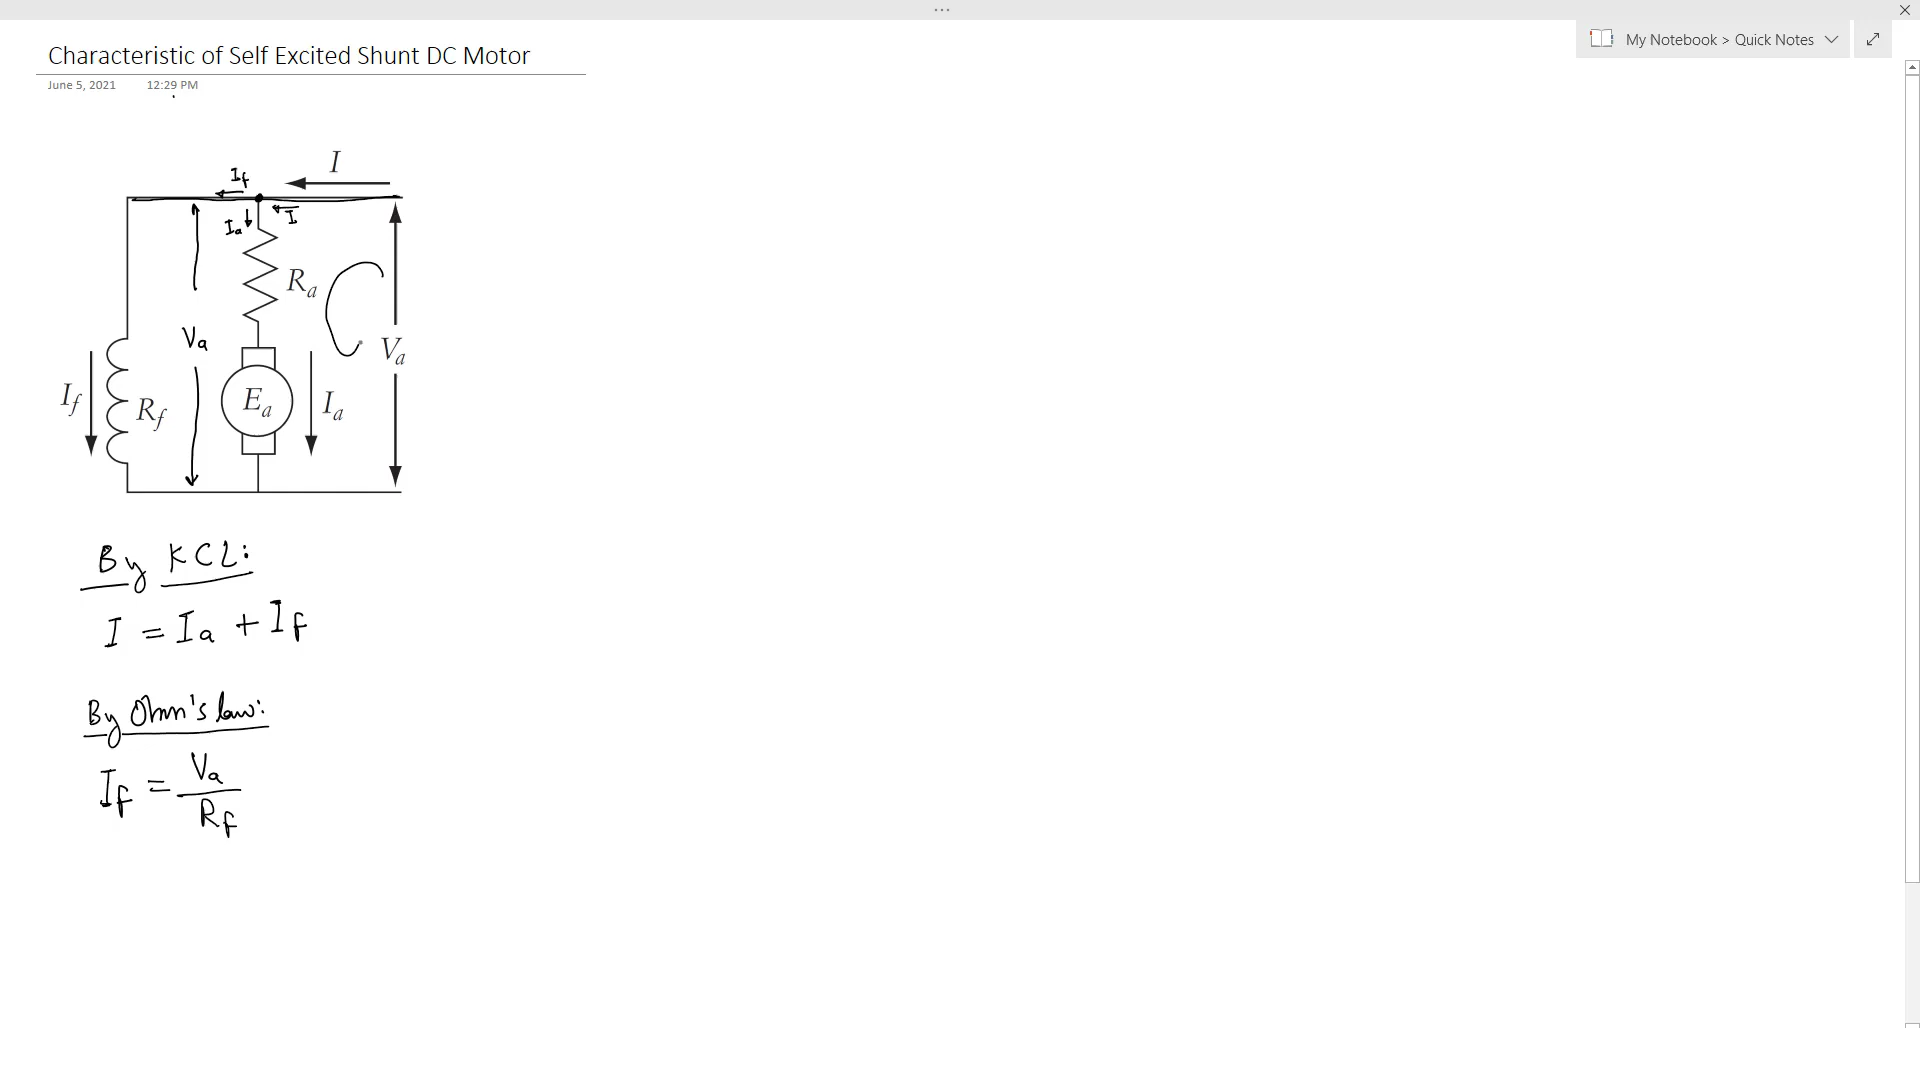 ...
My Notebook > Quick Notes
Characteristic of Self Excited Shunt DC Motor
June 5, 2021 12:29 PM
I
If
Ia
I
Ra
Va
Va
If
Rf
Ea
Ia
By KCL:
I = Ia + If
By Ohm's law:
If = Va
Rf